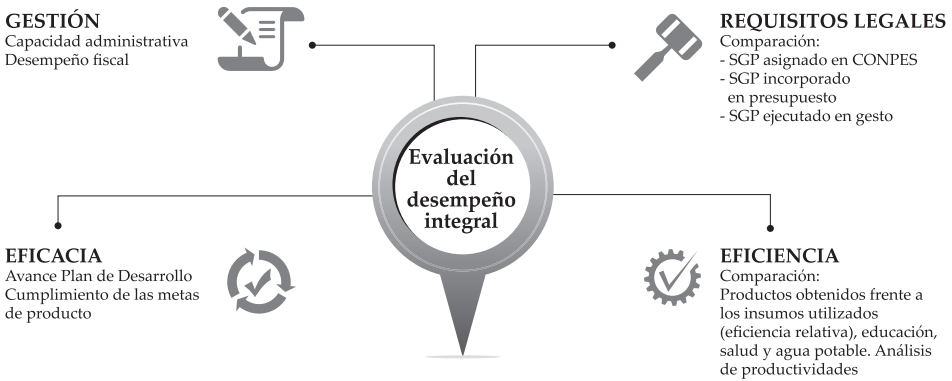 GESTIÓN
Capacidad administrativa
Desempeño fiscal
REQUISITOS LEGALES
Comparación:
- SGP asignado en CONPES
- SGP incorporado
en presupuesto
- SGP ejecutado en gesto
Evaluación
del
desempeño
integral
EFICACIA
Avance Plan de Desarrollo
Cumplimiento de las metas
de producto
EFICIENCIA
Comparación:
Productos obtenidos frente a
los insumos utilizados
(eficiencia relativa), educación,
salud y agua potable. Análisis
de productividades